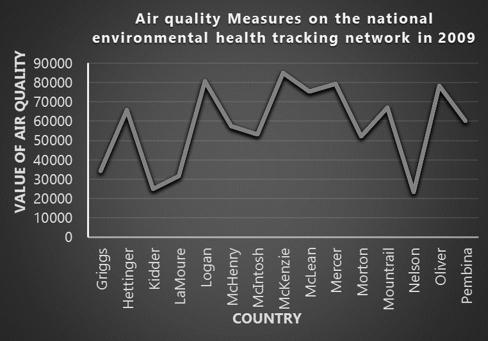 Air quality Measures on the national
environmental health tracking network in 2009
VALUE OF AIR QUALITY
90000
80000
70000
60000
50000
40000
30000
20000
10000
0
Griggs
Hettinger
Kidder
LaMoure
Logan
McHenry
McIntosh
McKenzie
McLean
Mercer
Morton
Mountrail
Nelson
Oliver
Pembina
COUNTRY